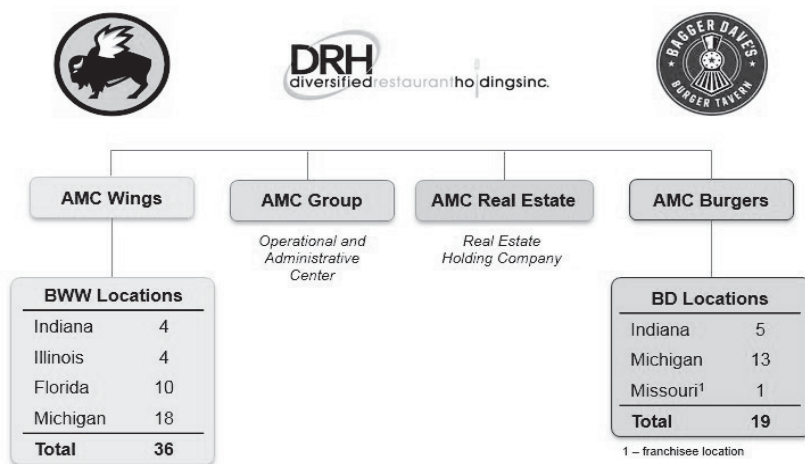 DRH
diversifiedrestaurantholdingsinc.
BAGGER DAVE'S
BURGER TAVERN
AMC Wings
AMC Group
AMC Real Estate
AMC Burgers
Operational and
Administrative
Center
Real Estate
Holding Company
BWW Locations
Indiana 4
Illinois 4
Florida 10
Michigan 18
Total 36
BD Locations
Indiana 5
Michigan 13
Missouri¹ 1
Total 19
1 – franchisee location